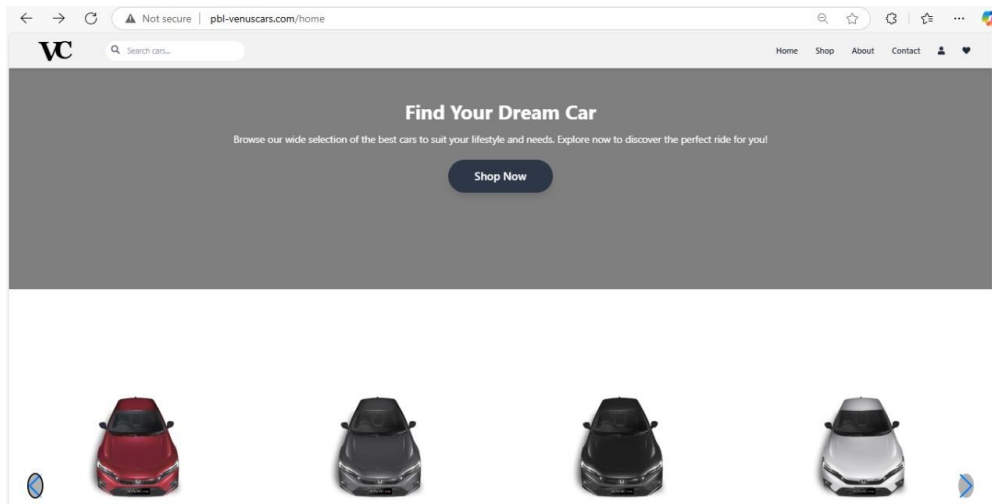 Not secure | pbl-venuscars.com/home
VC
Search cars...
Home Shop About Contact
Find Your Dream Car
Browse our wide selection of the best cars to suit your lifestyle and needs. Explore now to discover the perfect ride for you!
Shop Now